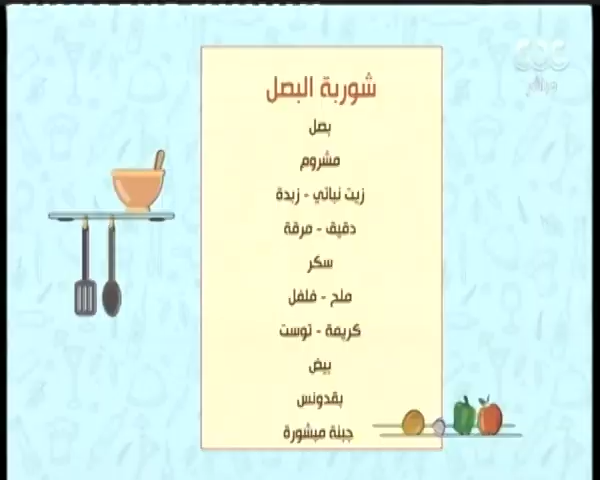 cbc
مباشر
شوربة البصل
بصل
مشروم
زيت نباتي - زبدة
دقيق - مرقة
سكر
ملح - فلفل
كريمة - توست
بيض
بقدونس
جبنة مبشورة